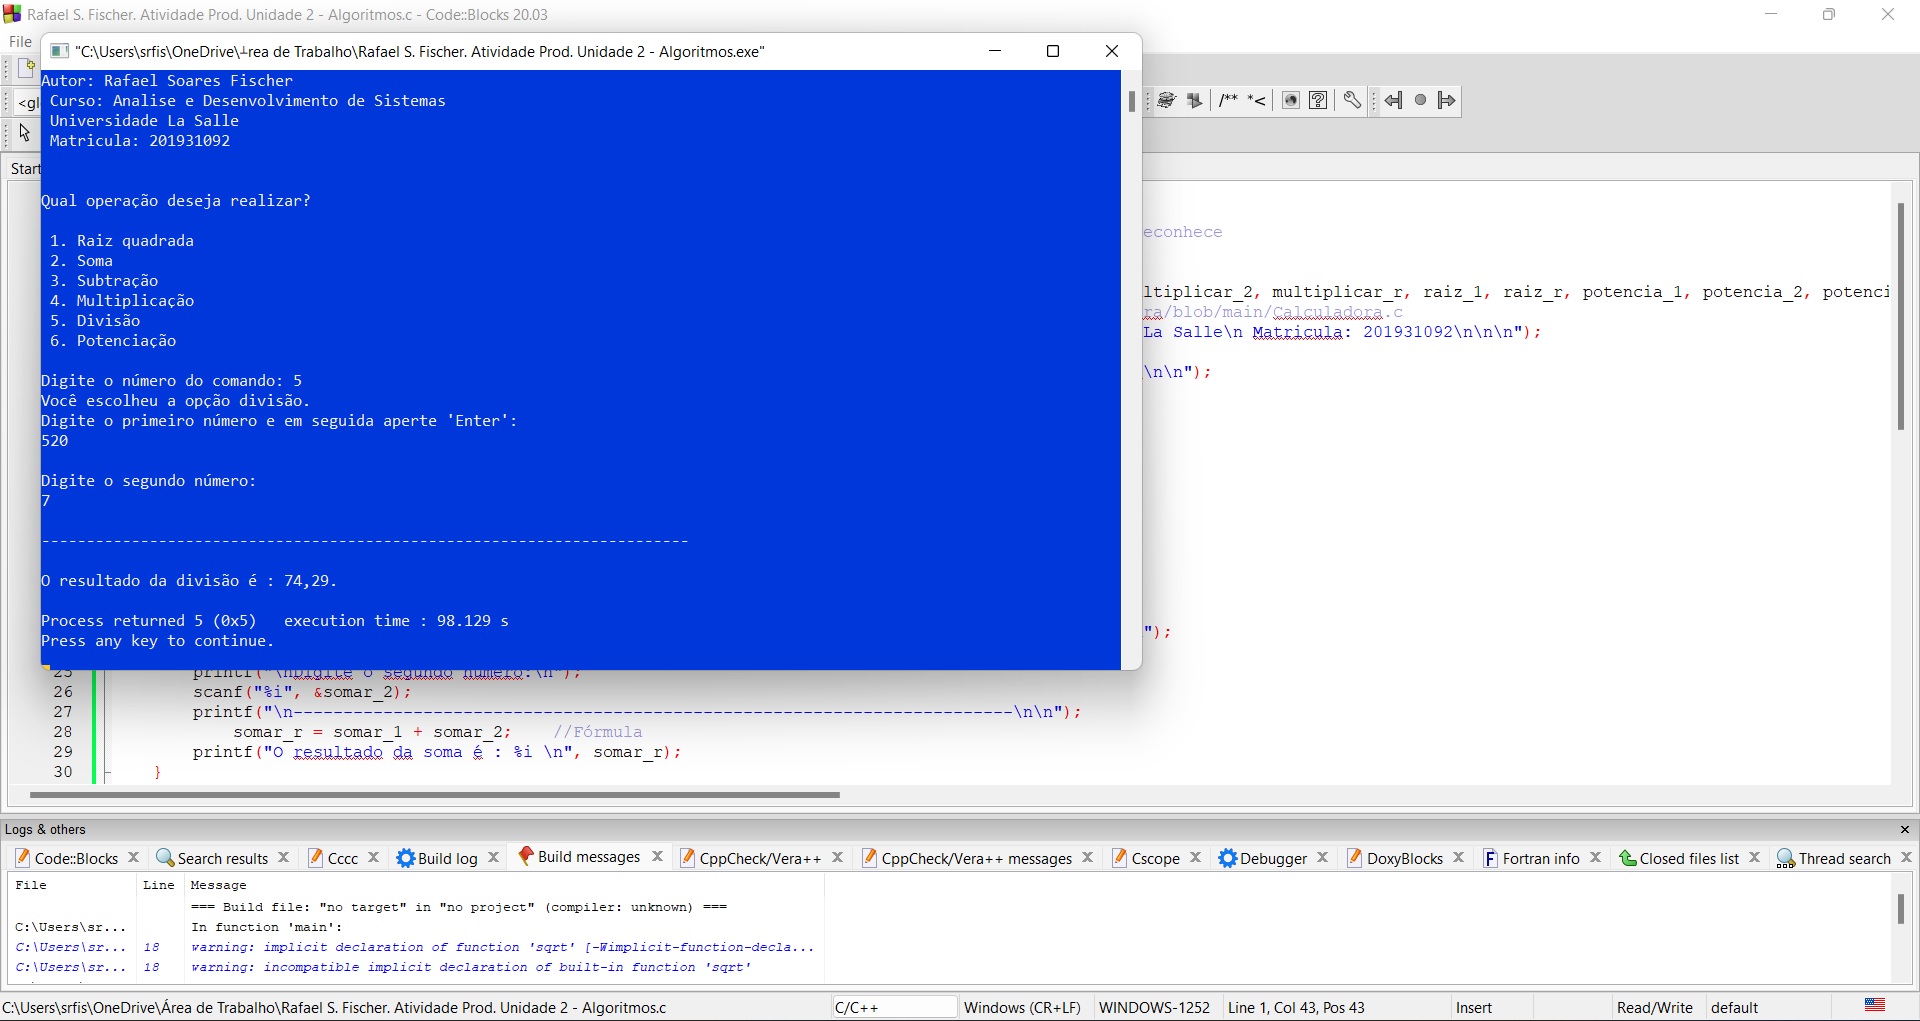 Rafael S. Fischer. Atividade Prod. Unidade 2 - Algoritmos.c - Code::Blocks 20.03
File
"C:\Users\srfis\OneDrive\┴rea de Trabalho\Rafael S. Fischer. Atividade Prod. Unidade 2 - Algoritmos.exe"
<gl
/** *<
Start
Autor: Rafael Soares Fischer
Curso: Analise e Desenvolvimento de Sistemas
Universidade La Salle
Matricula: 201931092
Qual operação deseja realizar?
1. Raiz quadrada
2. Soma
3. Subtração
4. Multiplicação
5. Divisão
6. Potenciação
Digite o número do comando: 5
Você escolheu a opção divisão.
Digite o primeiro número e em seguida aperte 'Enter':
520
Digite o segundo número:
7
------------------------------------------------------------------------
O resultado da divisão é : 74,29.
Process returned 5 (0x5)   execution time : 98.129 s
Press any key to continue.
econhece
ltiplicar_2, multiplicar_r, raiz_1, raiz_r, potencia_1, potencia_2, potenci
ra/blob/main/Calculadora.c
La Salle\n Matricula: 201931092\n\n\n");
\n\n");
");
25 printf("\nDigite o segundo número:\n");
26 scanf("%i", &somar_2);
27 printf("\n------------------------------------------------------------------------\n\n");
28 somar_r = somar_1 + somar_2;    //Fórmula
29 printf("O resultado da soma é : %i \n", somar_r);
30 }
Logs & others
Code::Blocks Search results Cccc Build log Build messages CppCheck/Vera++ CppCheck/Vera++ messages Cscope Debugger DoxyBlocks Fortran info Closed files list Thread search
File Line Message
=== Build file: "no target" in "no project" (compiler: unknown) ===
C:\Users\sr... In function 'main':
C:\Users\sr... 18 warning: implicit declaration of function 'sqrt' [-Wimplicit-function-decla...
C:\Users\sr... 18 warning: incompatible implicit declaration of built-in function 'sqrt'
C:\Users\srfis\OneDrive\Área de Trabalho\Rafael S. Fischer. Atividade Prod. Unidade 2 - Algoritmos.c C/C++ Windows (CR+LF) WINDOWS-1252 Line 1, Col 43, Pos 43 Insert Read/Write default